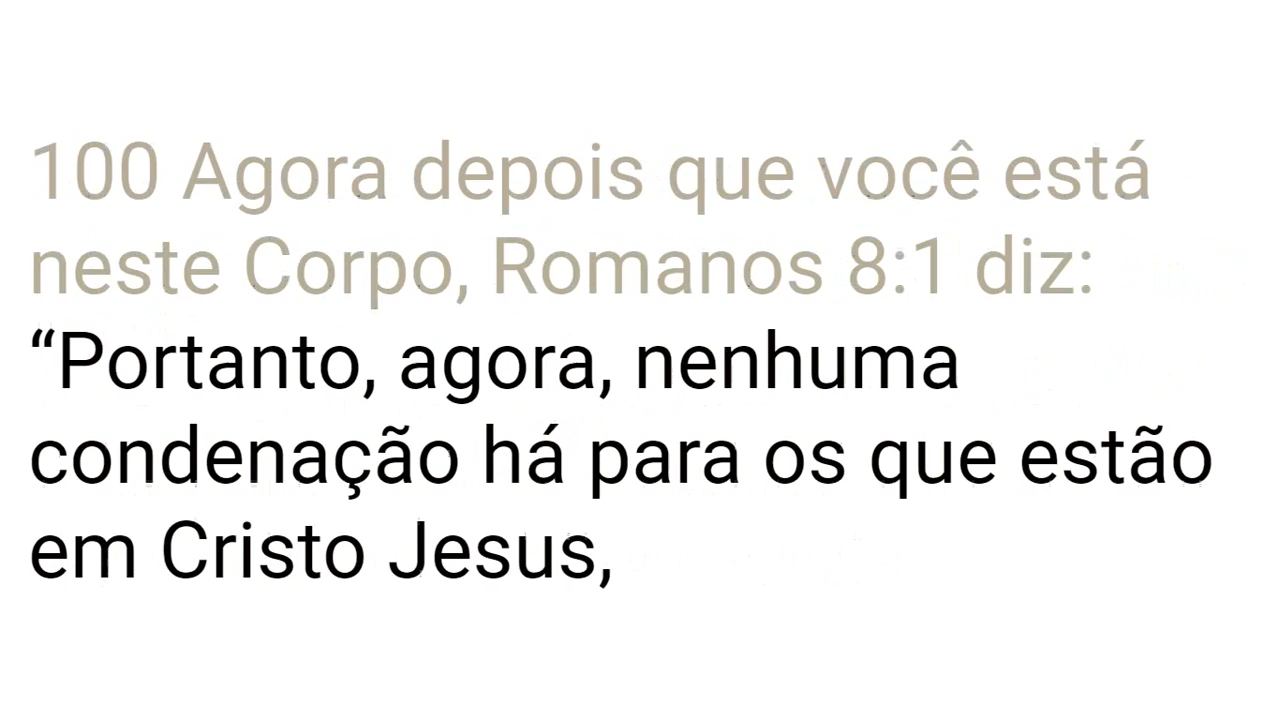 100 Agora depois que você está
neste Corpo, Romanos 8:1 diz:
“Portanto, agora, nenhuma
condenação há para os que estão
em Cristo Jesus,